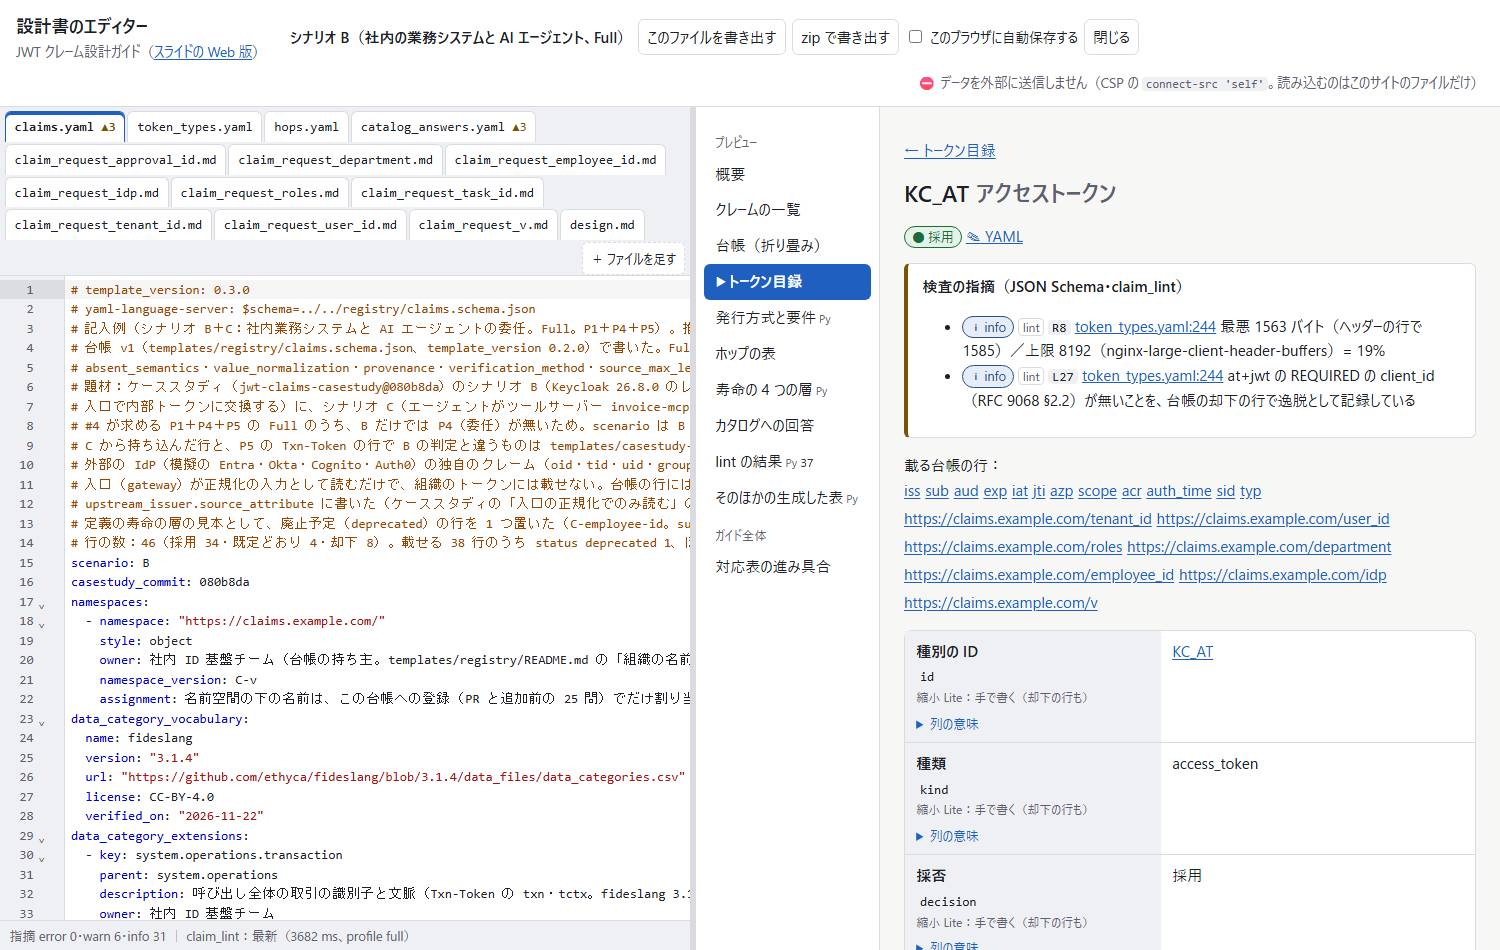 設計書のエディター
JWT クレーム設計ガイド（スライドの Web 版）
シナリオ B（社内の業務システムと AI エージェント、Full）
このファイルを書き出す
zip で書き出す
このブラウザに自動保存する
閉じる
⛔ データを外部に送信しません（CSP の connect-src 'self'。読み込むのはこのサイトのファイルだけ）
claims.yaml ▲3
token_types.yaml
hops.yaml
catalog_answers.yaml ▲3
claim_request_approval_id.md
claim_request_department.md
claim_request_employee_id.md
claim_request_idp.md
claim_request_roles.md
claim_request_task_id.md
claim_request_tenant_id.md
claim_request_user_id.md
claim_request_v.md
design.md
＋ ファイルを足す
1 # template_version: 0.3.0
2 # yaml-language-server: $schema=../../registry/claims.schema.json
3 # 記入例（シナリオ B＋C：社内業務システムと AI エージェントの委任。Full。P1＋P4＋P5）。
4 # 台帳 v1（templates/registry/claims.schema.json、template_version 0.2.0）で書いた。Ful
5 # absent_semantics・value_normalization・provenance・verification_method・source_max_le
6 # 題材：ケーススタディ（jwt-claims-casestudy@080b8da）のシナリオ B（Keycloak 26.8.0 のレ
7 # 入口で内部トークンに交換する）に、シナリオ C（エージェントがツールサーバー invoice-mcp
8 # #4 が求める P1＋P4＋P5 の Full のうち、B だけでは P4（委任）が無いため。scenario は B
9 # C から持ち込んだ行と、P5 の Txn-Token の行で B の判定と違うものは templates/casestudy-
10 # 外部の IdP（模擬の Entra・Okta・Cognito・Auth0）の独自のクレーム（oid・tid・uid・group
11 # 入口（gateway）が正規化の入力として読むだけで、組織のトークンには載せない。台帳の行には
12 # upstream_issuer.source_attribute に書いた（ケーススタディの「入口の正規化でのみ読む」の
13 # 定義の寿命の層の見本として、廃止予定（deprecated）の行を 1 つ置いた（C-employee-id。su
14 # 行の数：46（採用 34・既定どおり 4・却下 8）。載せる 38 行のうち status deprecated 1、
15 scenario: B
16 casestudy_commit: 080b8da
17 namespaces:
18 - namespace: "https://claims.example.com/"
19 style: object
20 owner: 社内 ID 基盤チーム（台帳の持ち主。templates/registry/README.md の「組織の名前
21 namespace_version: C-v
22 assignment: 名前空間の下の名前は、この台帳への登録（PR と追加前の 25 問）でだけ割り当
23 data_category_vocabulary:
24 name: fideslang
25 version: "3.1.4"
26 url: "https://github.com/ethyca/fideslang/blob/3.1.4/data_files/data_categories.csv"
27 license: CC-BY-4.0
28 verified_on: "2026-11-22"
29 data_category_extensions:
30 - key: system.operations.transaction
31 parent: system.operations
32 description: 呼び出し全体の取引の識別子と文脈（Txn-Token の txn・tctx。fideslang 3.1
33 owner: 社内 ID 基盤チーム
指摘 error 0・warn 6・info 31 | claim_lint：最新（3682 ms、profile full）
プレビュー
概要
クレームの一覧
台帳（折り畳み）
▶トークン目録
発行方式と要件 Py
ホップの表
寿命の 4 つの層 Py
カタログへの回答
lint の結果 Py 37
そのほかの生成した表 Py
ガイド全体
対応表の進み具合
← トークン目録
KC_AT アクセストークン
● 採用 ✎ YAML
検査の指摘（JSON Schema・claim_lint）
• i info lint R8 token_types.yaml:244 最悪 1563 バイト（ヘッダーの行で
1585）／上限 8192（nginx-large-client-header-buffers）= 19%
• i info lint L27 token_types.yaml:244 at+jwt の REQUIRED の client_id
（RFC 9068 §2.2）が無いことを、台帳の却下の行で逸脱として記録している
載る台帳の行：
iss sub aud exp iat jti azp scope acr auth_time sid typ
https://claims.example.com/tenant_id https://claims.example.com/user_id
https://claims.example.com/roles https://claims.example.com/department
https://claims.example.com/employee_id https://claims.example.com/idp
https://claims.example.com/v
種別の ID
KC_AT
id
縮小 Lite：手で書く（却下の行も）
▶ 列の意味
種類
access_token
kind
縮小 Lite：手で書く（却下の行も）
▶ 列の意味
採否
採用
decision
縮小 Lite：手で書く（却下の行も）
▶ 列の意味